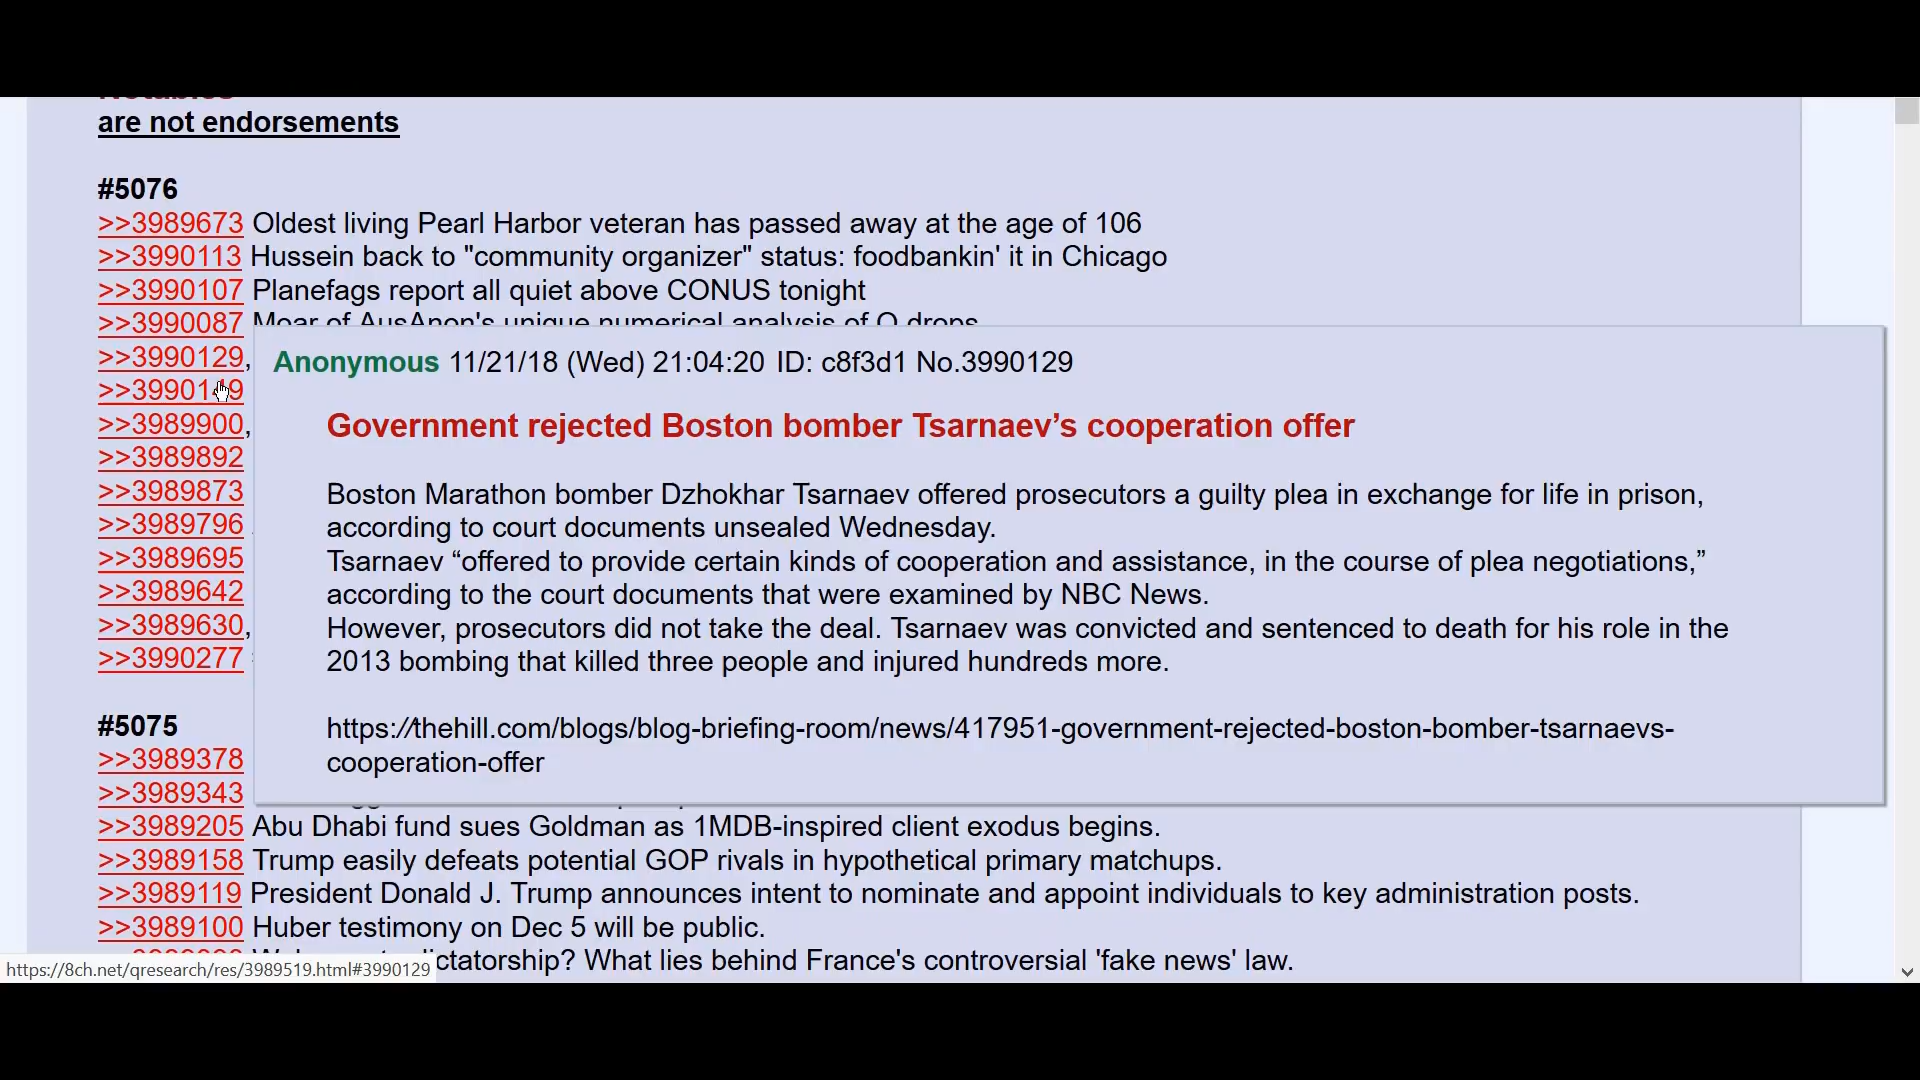 are not endorsements
#5076
>>3989673 Oldest living Pearl Harbor veteran has passed away at the age of 106
>>3990113 Hussein back to "community organizer" status: foodbankin' it in Chicago
>>3990107 Planefags report all quiet above CONUS tonight
>>3990087 Moar of AusAnon's unique numerical analysis of Q drops
>>3990129,
>>3989900,
>>3989892
>>3989873
>>3989796
>>3989695
>>3989642
>>3989630,
>>3990277
Anonymous 11/21/18 (Wed) 21:04:20 ID: c8f3d1 No.3990129
Government rejected Boston bomber Tsarnaev’s cooperation offer
Boston Marathon bomber Dzhokhar Tsarnaev offered prosecutors a guilty plea in exchange for life in prison,
according to court documents unsealed Wednesday.
Tsarnaev “offered to provide certain kinds of cooperation and assistance, in the course of plea negotiations,”
according to the court documents that were examined by NBC News.
However, prosecutors did not take the deal. Tsarnaev was convicted and sentenced to death for his role in the
2013 bombing that killed three people and injured hundreds more.
https://thehill.com/blogs/blog-briefing-room/news/417951-government-rejected-boston-bomber-tsarnaevs-
cooperation-offer
#5075
>>3989378
>>3989343
>>3989205 Abu Dhabi fund sues Goldman as 1MDB-inspired client exodus begins.
>>3989158 Trump easily defeats potential GOP rivals in hypothetical primary matchups.
>>3989119 President Donald J. Trump announces intent to nominate and appoint individuals to key administration posts.
>>3989100 Huber testimony on Dec 5 will be public.
What lies behind France's controversial 'fake news' law.
https://8ch.net/qresearch/res/3989519.html#3990129